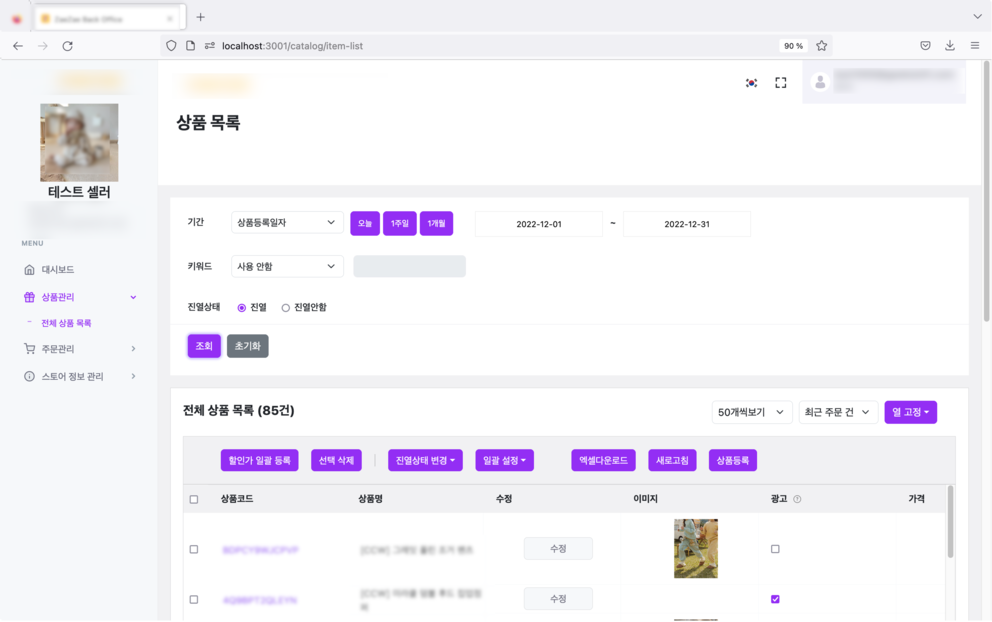 90 %
localhost:3001/catalog/item-list
상품 목록
테스트 셀러
MENU
대시보드
상품관리
전체 상품 목록
주문관리
스토어 정보 관리
기간
상품등록일자
오늘
1주일
1개월
2022-12-01
~
2022-12-31
키워드
사용 안함
진열상태
진열
진열안함
조회
초기화
전체 상품 목록 (85건)
50개씩보기
최근 주문 건
열 고정
할인가 일괄 등록
선택 삭제
진열상태 변경
일괄 설정
엑셀다운로드
새로고침
상품등록
상품코드
상품명
수정
이미지
광고
가격
수정
수정